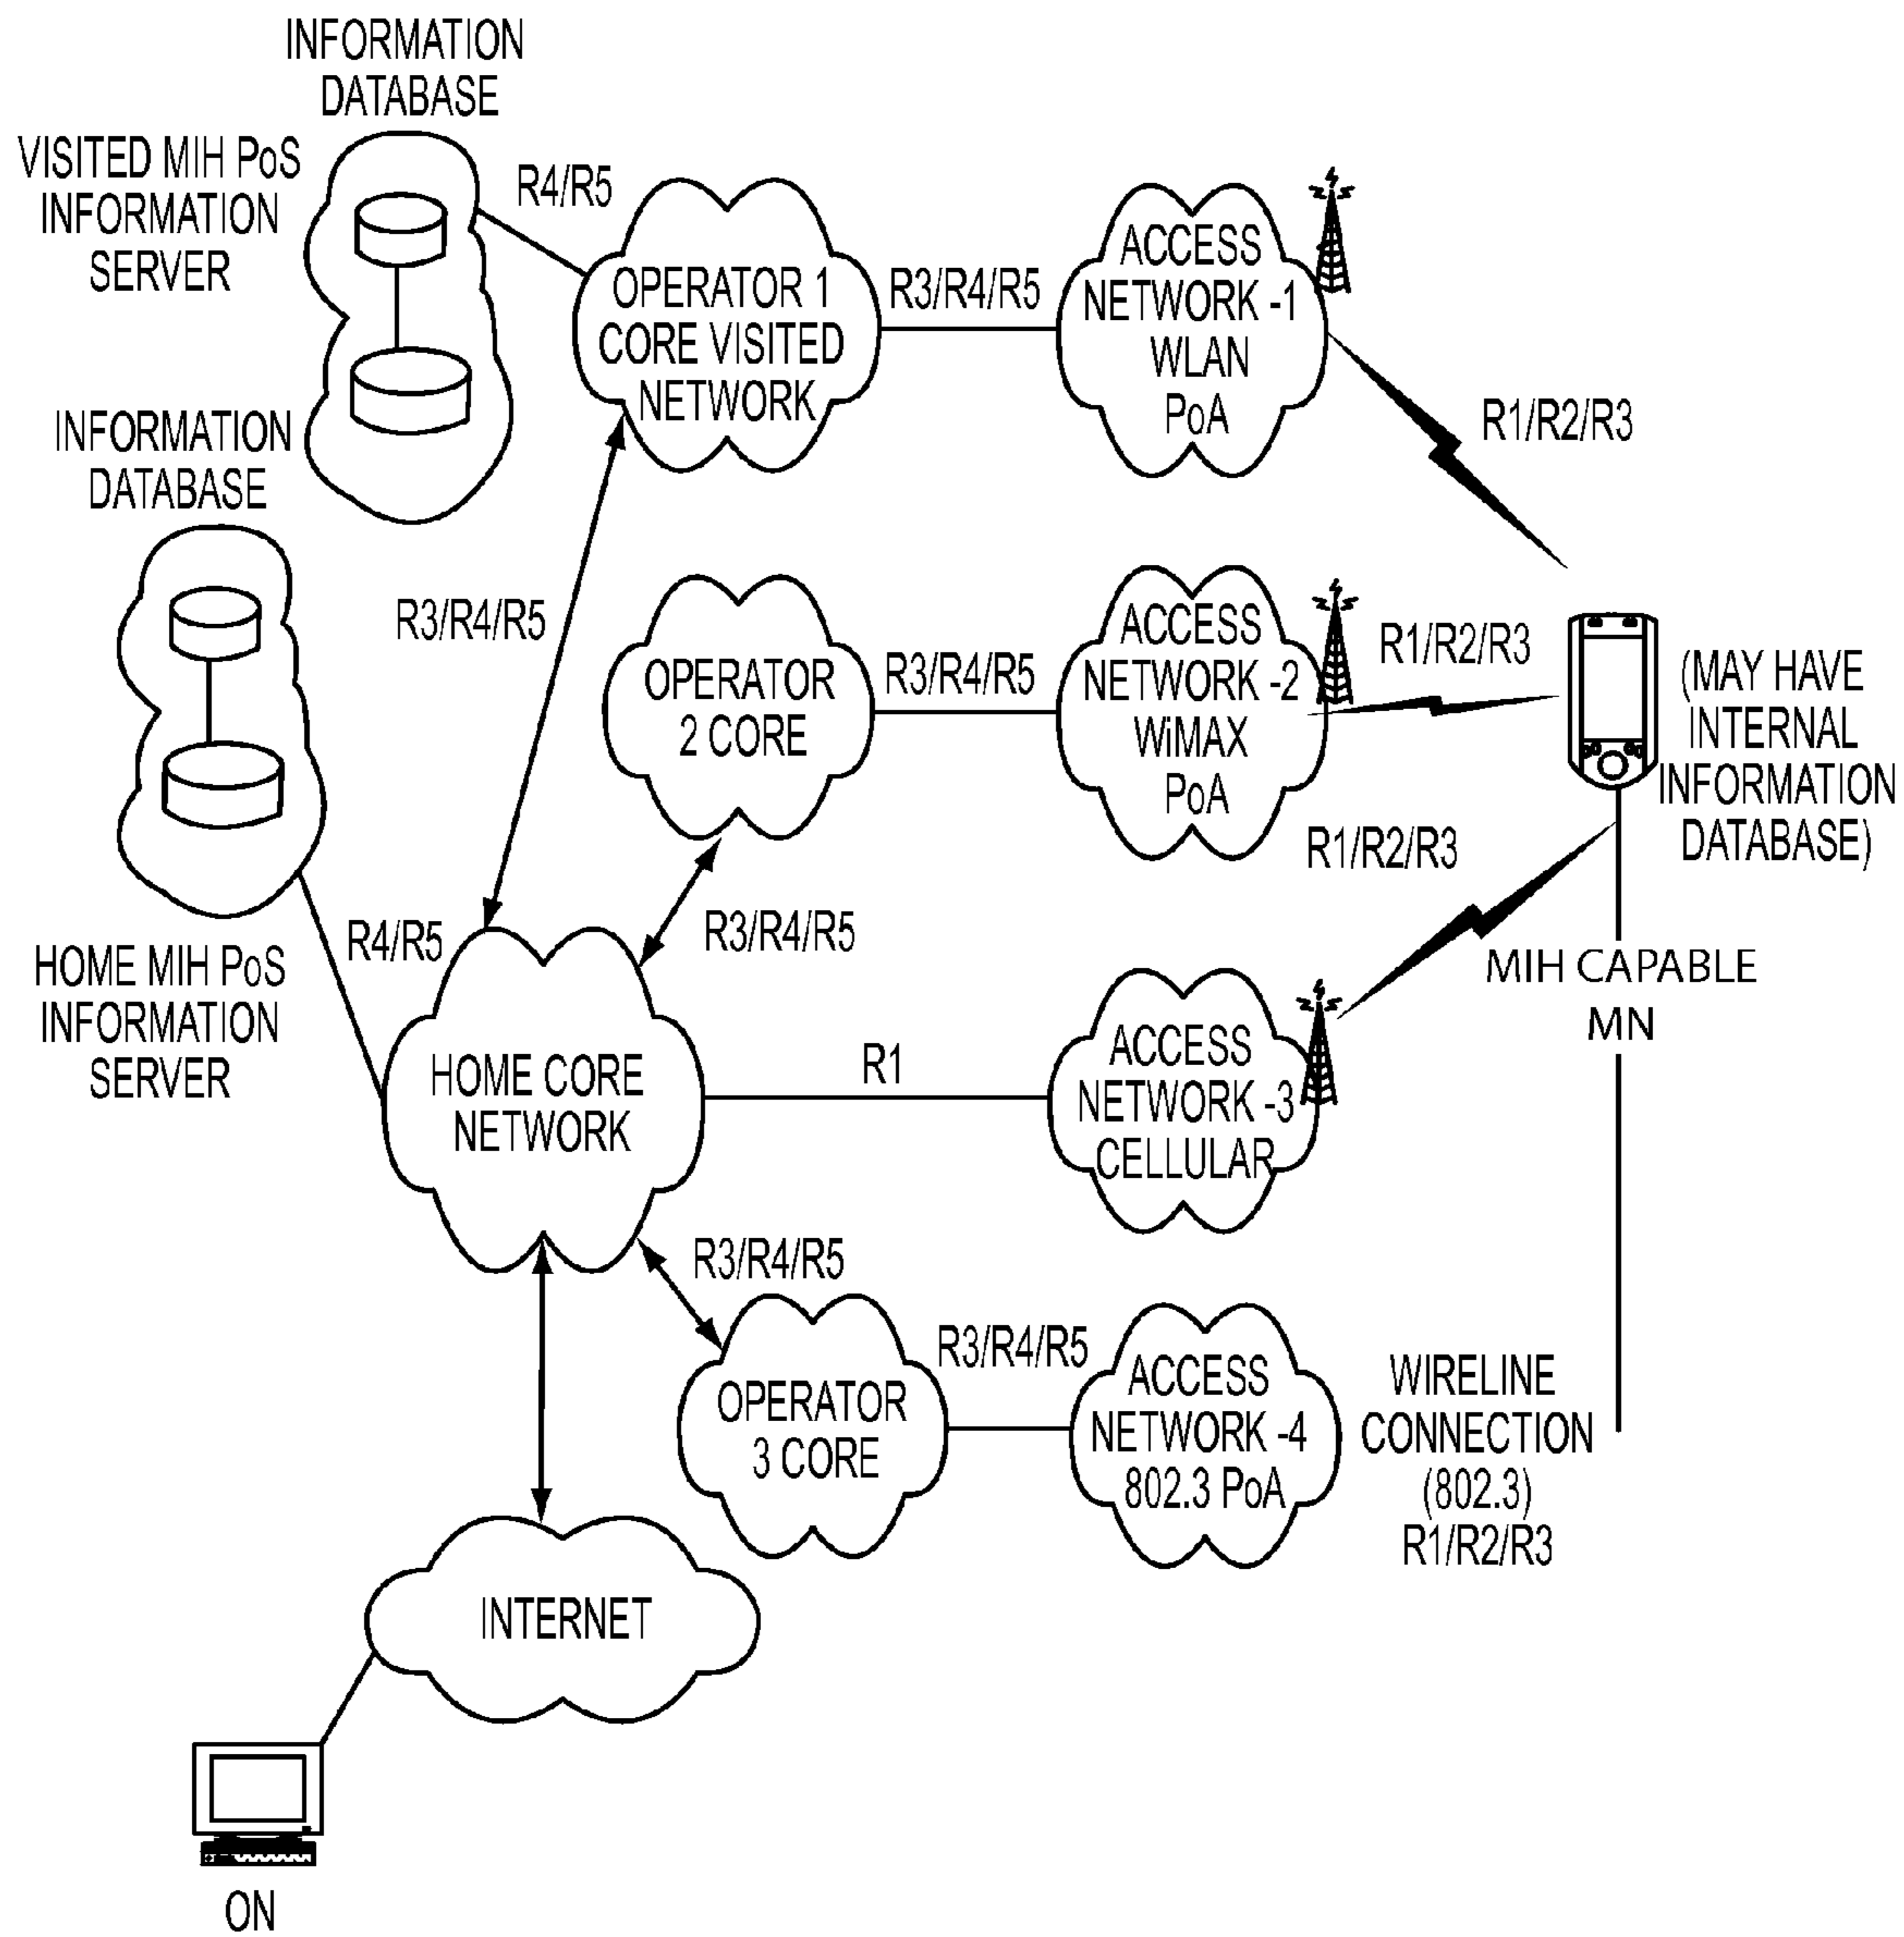 INFORMATION
DATABASE
VISITED MIH PoS
INFORMATION
SERVER
R4/R5
OPERATOR 1
CORE VISITED
NETWORK
R3/R4/R5
ACCESS
NETWORK -1
WLAN
PoA
R1/R2/R3
INFORMATION
DATABASE
HOME MIH PoS
INFORMATION
SERVER
R4/R5
R3/R4/R5
OPERATOR
2 CORE
R3/R4/R5
ACCESS
NETWORK -2
WiMAX
PoA
R1/R2/R3
(MAY HAVE
INTERNAL
INFORMATION
DATABASE)
R1/R2/R3
R3/R4/R5
MIH CAPABLE
MN
HOME CORE
NETWORK
R1
ACCESS
NETWORK -3
CELLULAR
R3/R4/R5
OPERATOR
3 CORE
R3/R4/R5
ACCESS
NETWORK -4
802.3 PoA
WIRELINE
CONNECTION
(802.3)
R1/R2/R3
INTERNET
ON